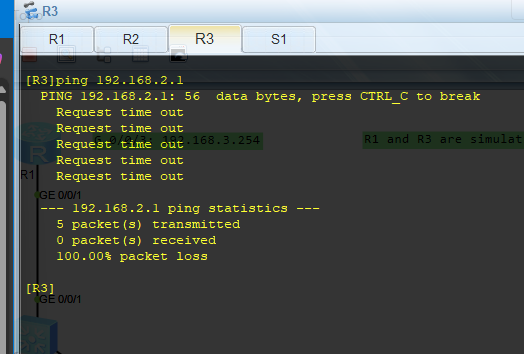 R3
R1 R2 R3 S1
[R3]ping 192.168.2.1
PING 192.168.2.1: 56 data bytes, press CTRL_C to break
Request time out
Request time out
Request time out
G 0/0/3: 192.168.3.254
R1 and R3 are simulat
Request time out
Request time out
R
R1
GE 0/0/1
--- 192.168.2.1 ping statistics ---
5 packet(s) transmitted
0 packet(s) received
100.00% packet loss
[R3]
GE 0/0/1